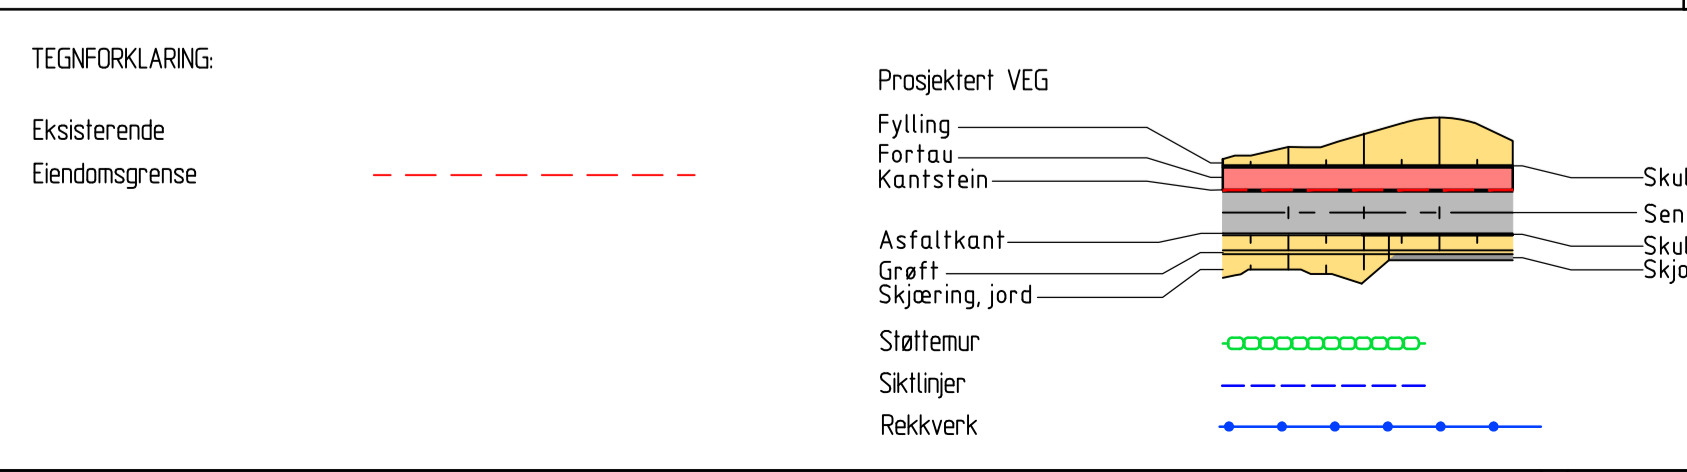 TEGNFORKLARING:
Eksisterende
Eiendomsgrense
Prosjektert VEG
Fylling
Fortau
Kantstein
Asfaltkant
Grøft
Skjæring, jord
Støttemur
Siktlinjer
Rekkverk